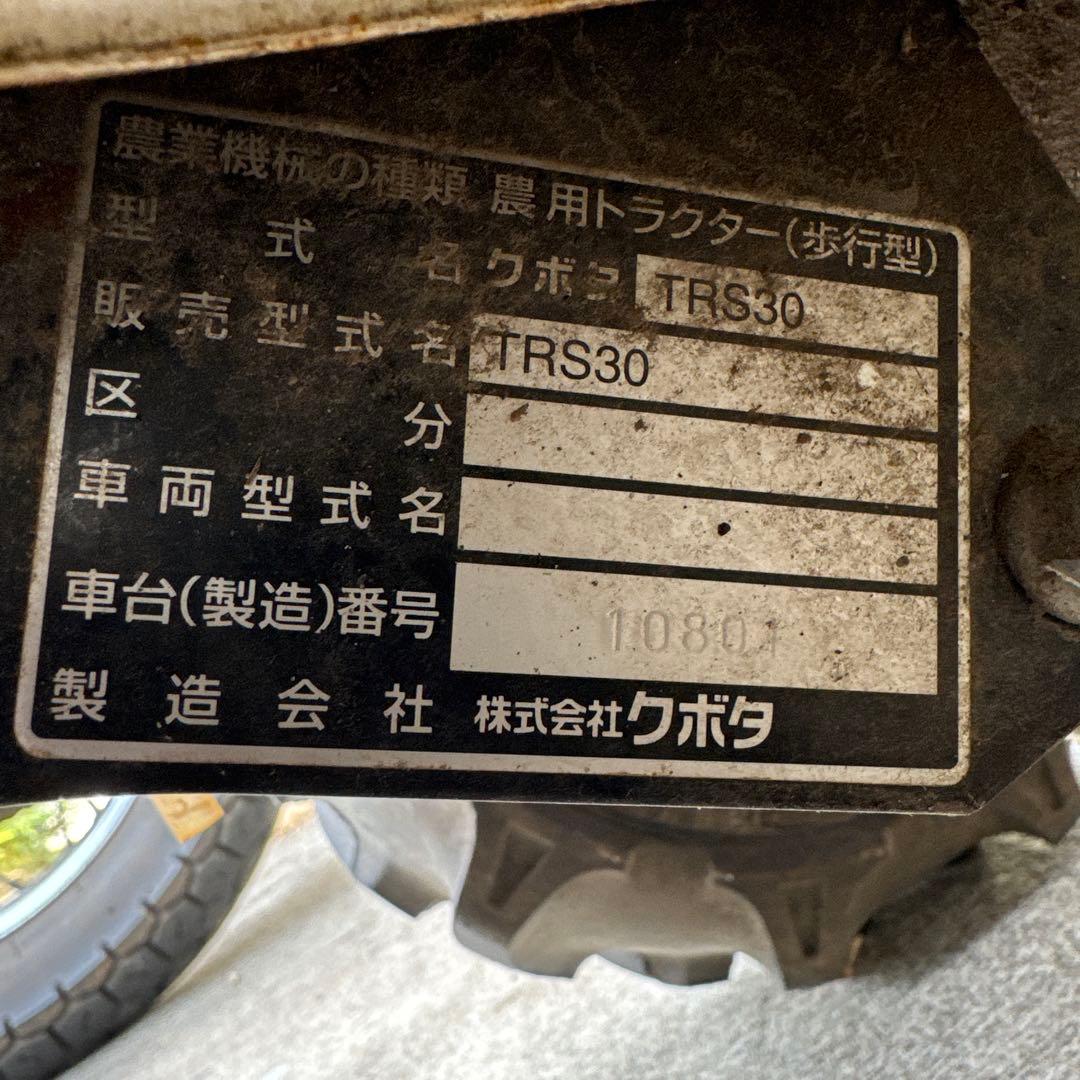 農業機械の種類 農用トラクター(歩行型)
型式名 クボタ TRS30
販売型式名 TRS30
区分
車両型式名
車台(製造)番号 10801
製造会社 株式会社クボタ